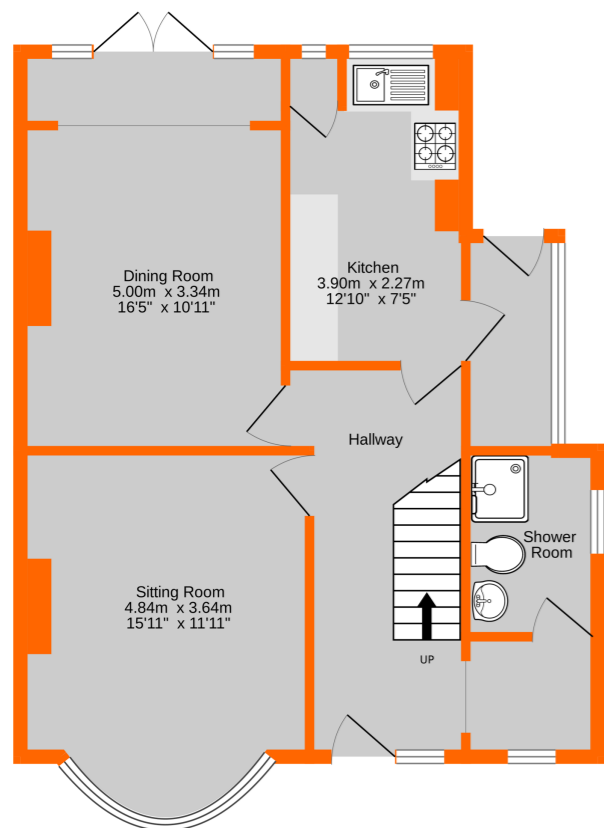 Dining Room
5.00m x 3.34m
16'5" x 10'11"
Kitchen
3.90m x 2.27m
12'10" x 7'5"
Hallway
Shower
Room
Sitting Room
4.84m x 3.64m
15'11" x 11'11"
UP